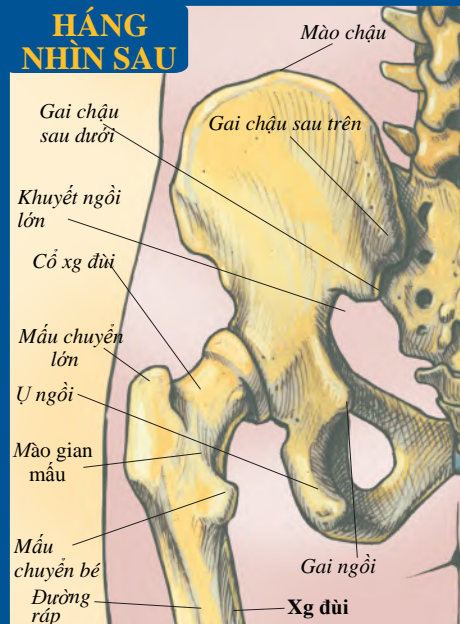 HÁNG
NHÌN SAU
Mào chậu
Gai chậu
sau dưới
Gai chậu sau trên
Khuyết ngồi
lớn
Cổ xg đùi
Mấu chuyển
lớn
Ụ ngồi
Mào gian
mấu
Mấu
chuyển bé
Gai ngồi
Đường
ráp
Xg đùi